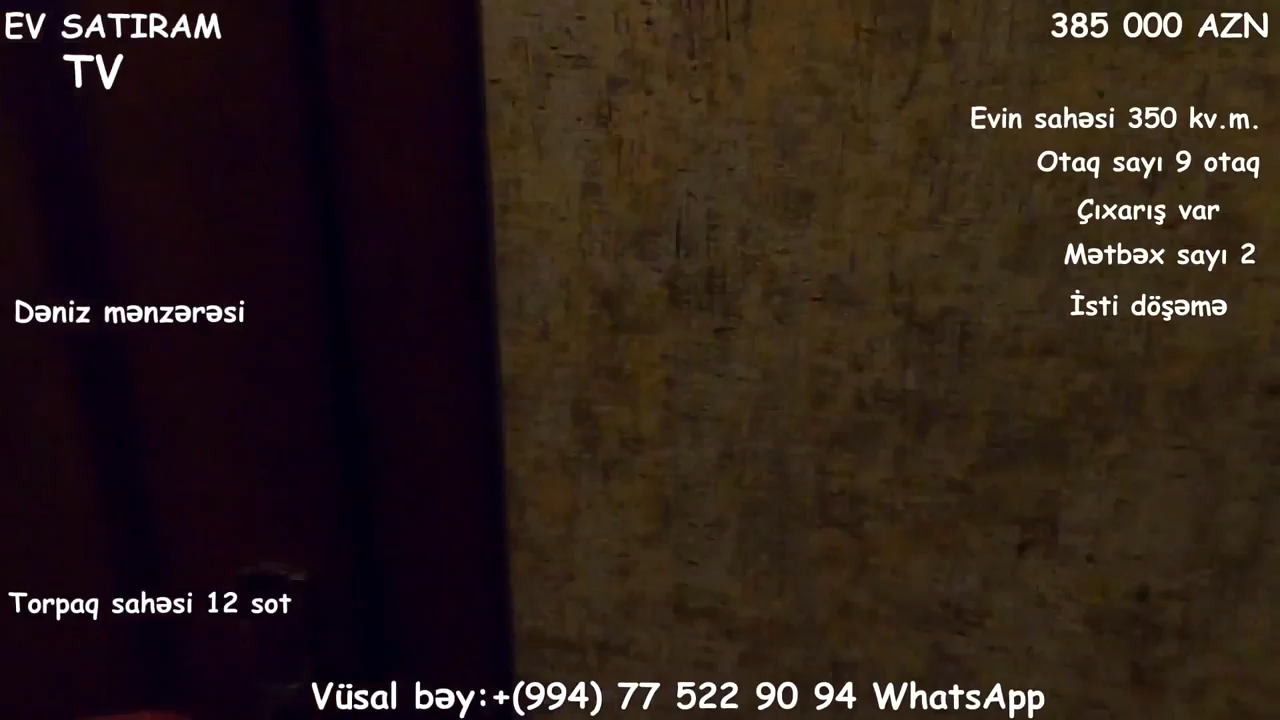 EV SATIRAM
TV
385 000 AZN
Evin sahəsi 350 kv.m.
Otaq sayı 9 otaq
Çıxarış var
Mətbəx sayı 2
İsti döşəmə
Dəniz mənzərəsi
Torpaq sahəsi 12 sot
Vüsal bəy:+(994) 77 522 90 94 WhatsApp